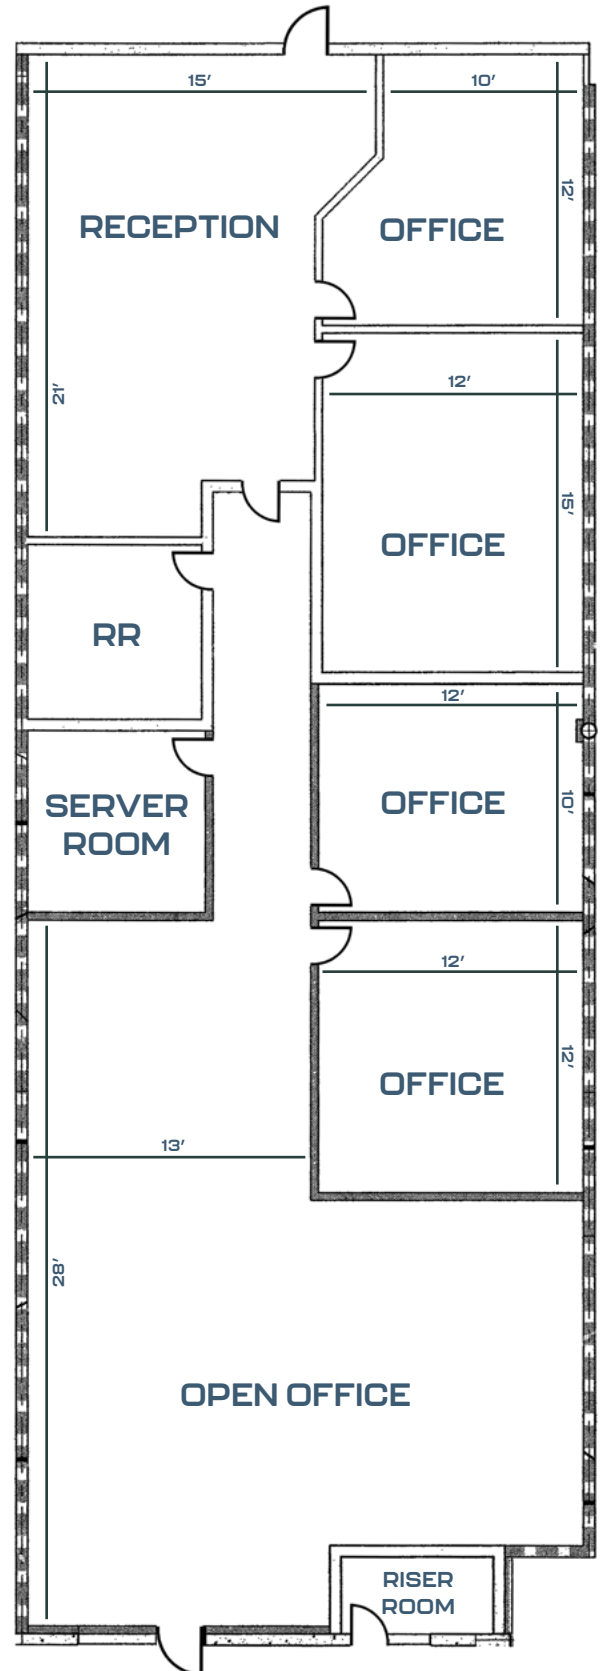 15′
10′
12′
RECEPTION
OFFICE
12′
21′
15′
OFFICE
RR
12′
SERVER
ROOM
OFFICE
10′
12′
12′
OFFICE
13′
28′
OPEN OFFICE
RISER
ROOM